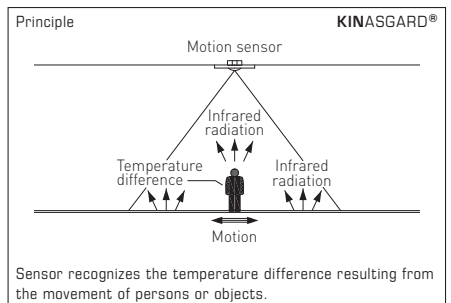 Principle
KINASGARD®
Motion sensor
Infrared
radiation
Temperature
difference
Infrared
radiation
Motion
Sensor recognizes the temperature difference resulting from
the movement of persons or objects.